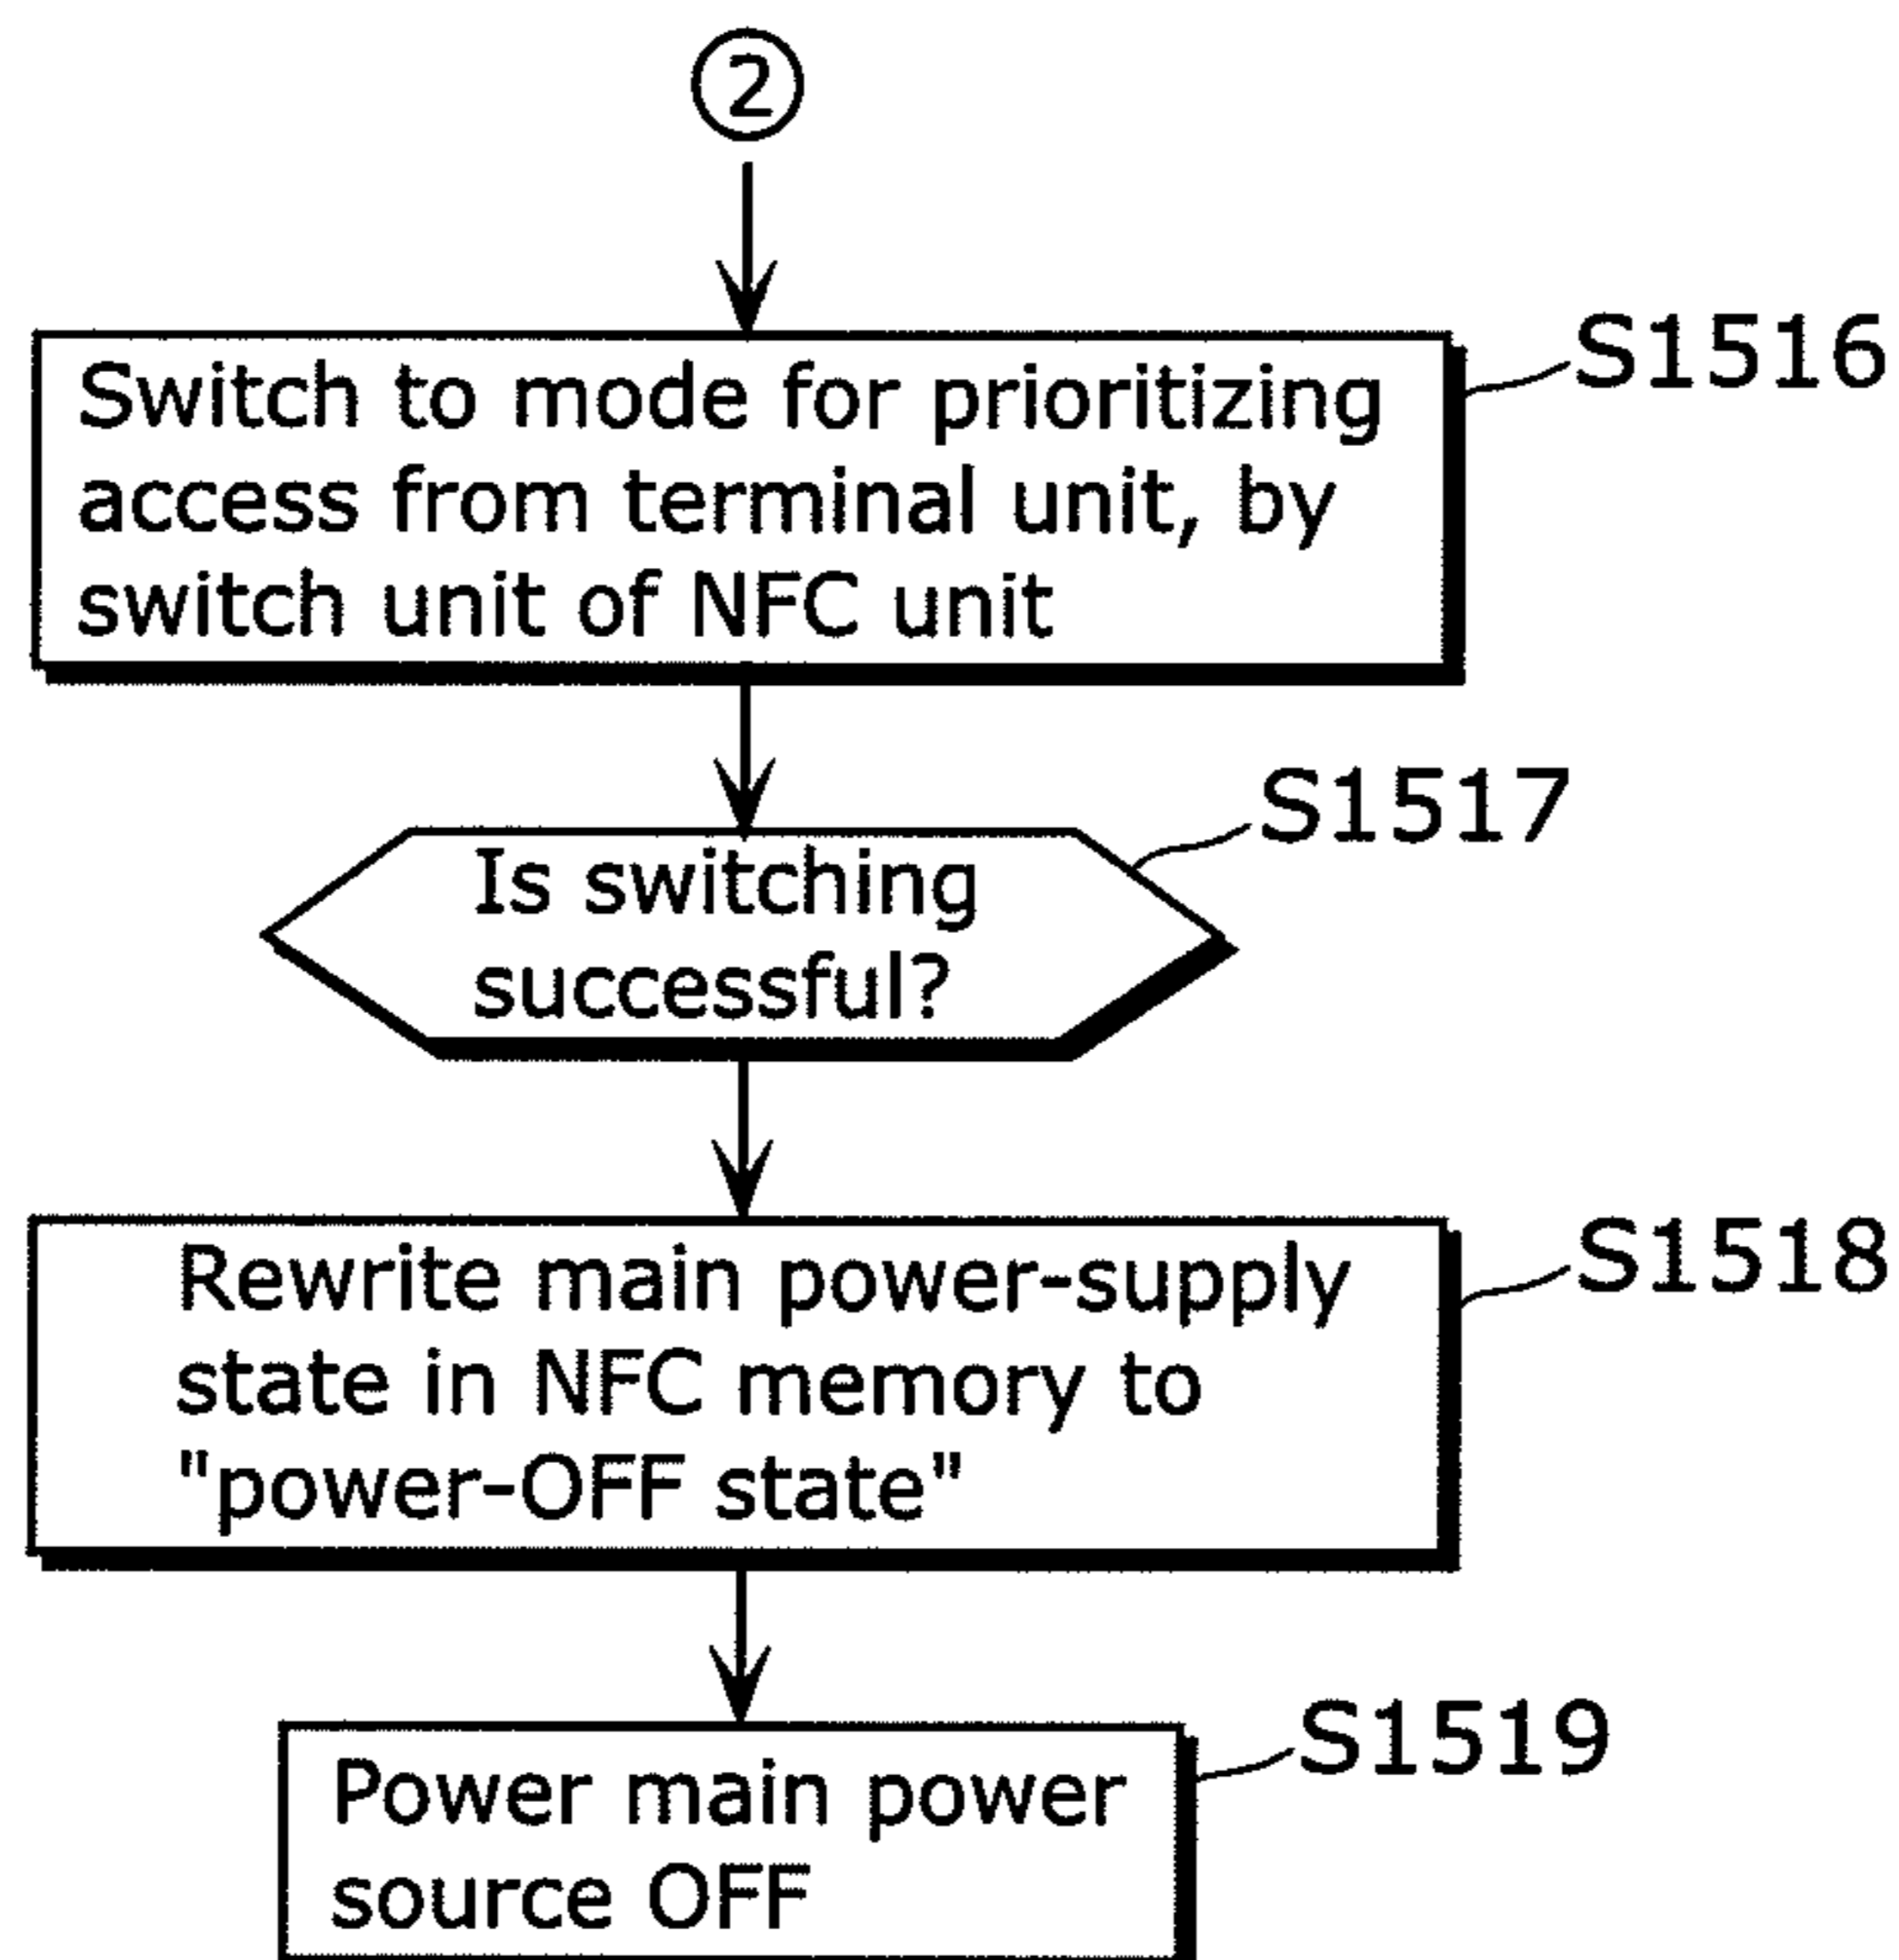 2
Switch to mode for prioritizing
access from terminal unit, by
switch unit of NFC unit
S1516
Is switching
successful?
S1517
Rewrite main power-supply
state in NFC memory to
"power-OFF state"
S1518
Power main power
source OFF
S1519